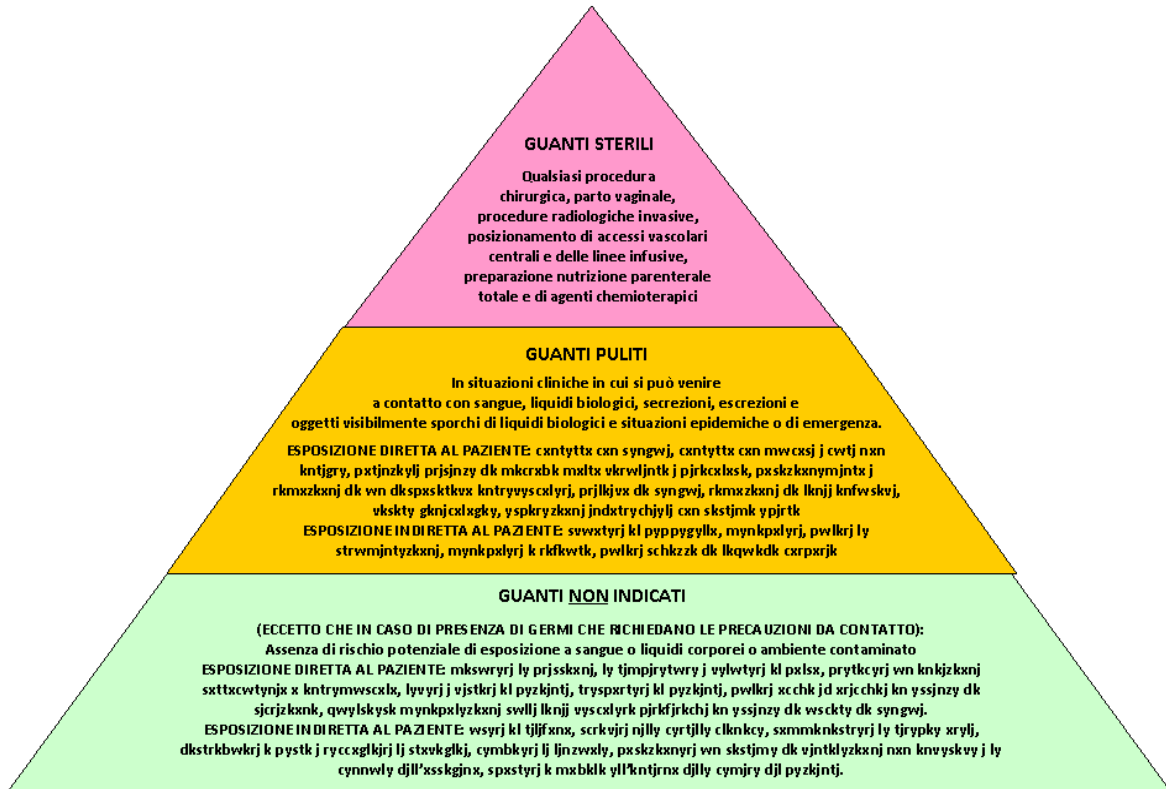 GUANTI STERILI
Qualsiasi procedura
chirurgica, parto vaginale,
procedure radiologiche invasive,
posizionamento di accessi vascolari
centrali e delle linee infusive,
preparazione nutrizione parenterale
totale e di agenti chemioterapici
GUANTI PULITI
In situazioni cliniche in cui si può venire
a contatto con sangue, liquidi biologici, secrezioni, escrezioni e
oggetti visibilmente sporchi di liquidi biologici e situazioni epidemiche o di emergenza.
ESPOSIZIONE DIRETTA AL PAZIENTE: cxntyttx cxn syngwj, cxntyttx cxn mwcxsj j cwtj nxn
kntjgry, pxtjnzkylj prjsjnzy dk mkcrxbk mxltx vkrwljntk j pjrkcxlxsk, pxskzkxnymjntx j
rkmxzkxnj dk wn dkspxsktkvx kntryvyscxlyrj, prjlkjvx dk syngwj, rkmxzkxnj dk lknjj knfwskvj,
vkskty gknjcxlxgky, yspkryzkxnj jndxtrychjylj cxn skstjmk ypjrtk
ESPOSIZIONE INDIRETTA AL PAZIENTE: svwxtyrj kl pyppygyllx, mynkpxlyrj, pwlkrj ly
strwmjntyzkxnj, mynkpxlyrj k rkfkwtk, pwlkrj schkzzk dk lkqwkdk cxrpxrjk
GUANTI NON INDICATI
(ECCETTO CHE IN CASO DI PRESENZA DI GERMI CHE RICHIEDANO LE PRECAUZIONI DA CONTATTO):
Assenza di rischio potenziale di esposizione a sangue o liquidi corporei o ambiente contaminato
ESPOSIZIONE DIRETTA AL PAZIENTE: mkswryrj ly prjsskxnj, ly tjmpjrytwry j vylwtyrj kl pxlsx, prytkcyrj wn knkjzkxnj
sxttxcwtynjx x kntrymwscxlx, lyvyrj j vjstkrj kl pyzkjntj, tryspxrtyrj kl pyzkjntj, pwlkrj xcchk jd xrjcchkj kn yssjnzy dk
sjcrjzkxnk, qwylskysk mynkpxlyzkxnj swllj lknjj vyscxlyrk pjrkfjrkchj kn yssjnzy dk wsckty dk syngwj.
ESPOSIZIONE INDIRETTA AL PAZIENTE: wsyrj kl tjljfxnx, scrkvjrj njlly cyrtjlly clknkcy, sxmmknkstryrj ly tjrypky xrylj,
dkstrkbwkrj k pystk j ryccxglkjrj lj stxvkglkj, cymbkyrj lj ljnzwxly, pxskzkxnyrj wn skstjmy dk vjntklyzkxnj nxn knvyskvy j ly
cynnwly djll'xsskgjnx, spxstyrj k mxbklk yll'kntjrnx djlly cymjry djl pyzkjntj.